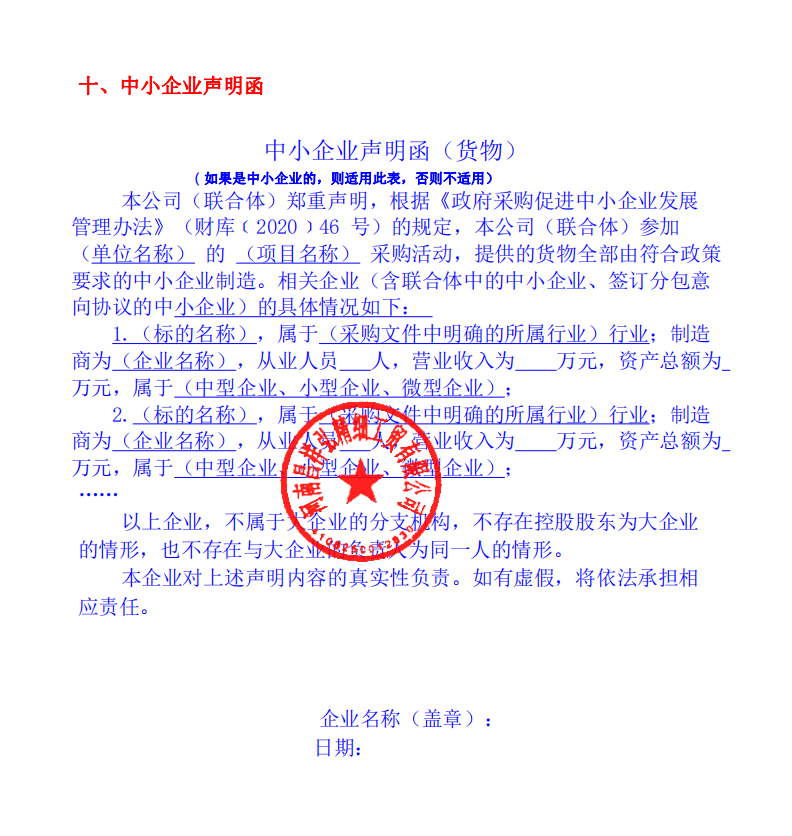 十、中小企业声明函
中小企业声明函（货物）
（如果是中小企业的，则适用此表，否则不适用）
本公司（联合体）郑重声明，根据《政府采购促进中小企业发展
管理办法》（财库﹝2020﹞46 号）的规定，本公司（联合体）参加
（单位名称） 的 （项目名称） 采购活动，提供的货物全部由符合政策
要求的中小企业制造。相关企业（含联合体中的中小企业、签订分包意
向协议的中小企业）的具体情况如下：
1.（标的名称），属于（采购文件中明确的所属行业）行业；制造
商为（企业名称），从业人员___人，营业收入为____万元，资产总额为_
万元，属于（中型企业、小型企业、微型企业）；
2.（标的名称），属于（采购文件中明确的所属行业）行业；制造
商为（企业名称），从业人员___人，营业收入为____万元，资产总额为_
万元，属于（中型企业、小型企业、微型企业）；
……
以上企业，不属于大企业的分支机构，不存在控股股东为大企业
的情形，也不存在与大企业的负责人为同一人的情形。
本企业对上述声明内容的真实性负责。如有虚假，将依法承担相
应责任。
企业名称（盖章）：
日期：